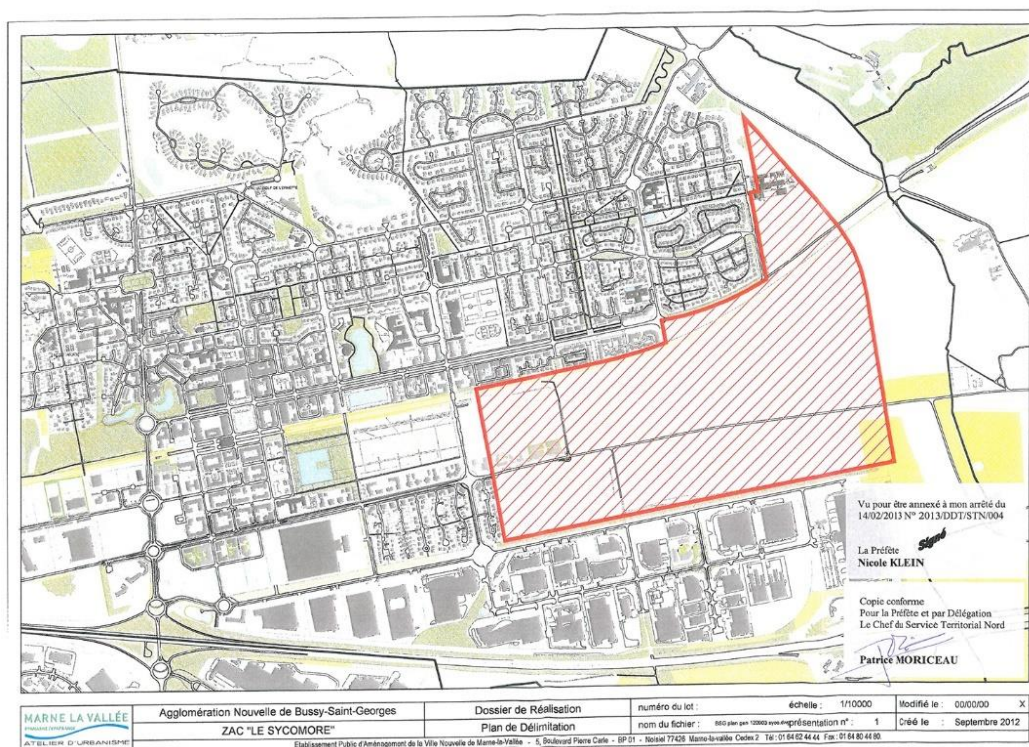 GOLF DE
Vu pour être annexé à mon arrêté du
14/02/2013 N° 2013/DDT/STN/004
Signé
La Préfète
Nicole KLEIN
Copie conforme
Pour la Préfète et par Délégation
Le Chef du Service Territorial Nord
Patrice MORICEAU
MARNE LA VALLÉE
ATELIER D'URBANISME
Agglomération Nouvelle de Bussy-Saint-Georges
ZAC "LE SYCOMORE"
Dossier de Réalisation
Plan de Délimitation
numéro du lot :
échelle : 1/10000
Modifié le : 00/00/00 X
nom du fichier :
présentation n° : 1
Créé le : Septembre 2012
Etablissement Public d'Aménagement de la Ville Nouvelle de Marne-la-Vallée - 5, Boulevard Pierre Carle - BP 01 - Noisiel 77426 Marne-la-vallée Cedex 2 Tél : 01 64 62 44 44 Fax : 01 64 80 44 80